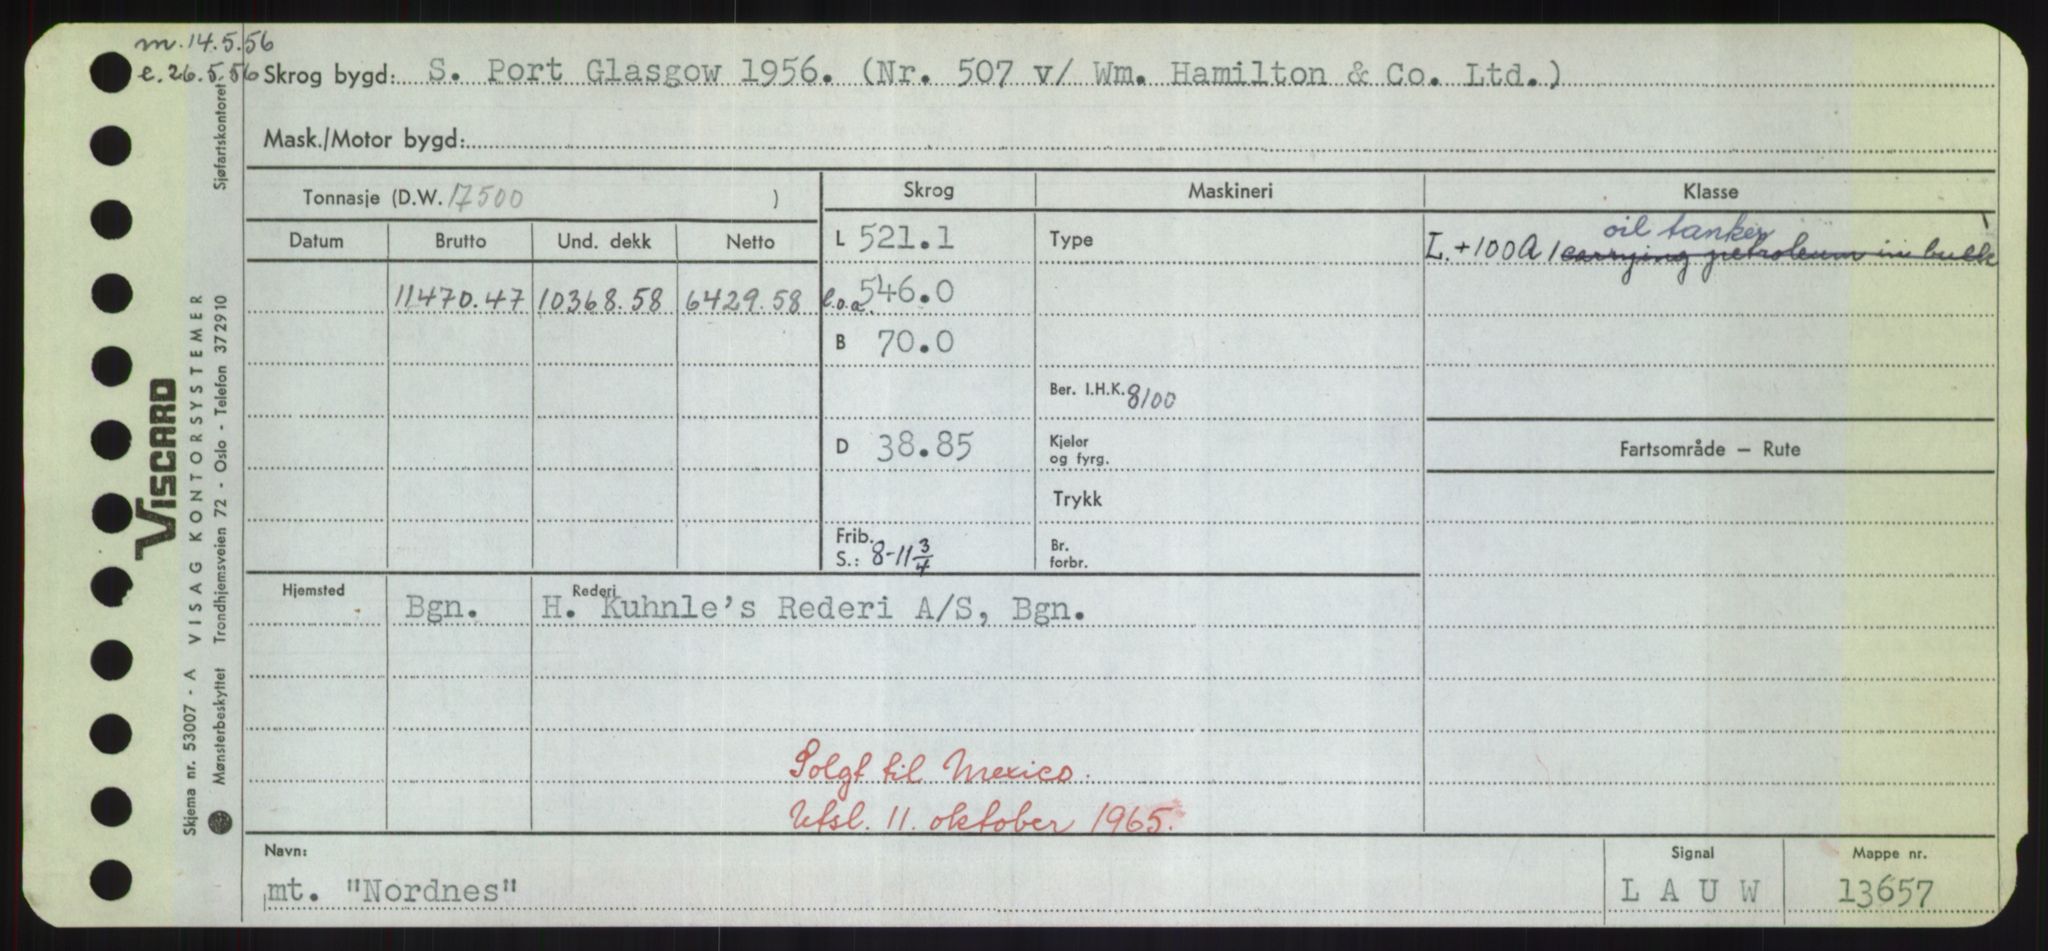 m. 14.5.56
e. 26.5.56 Skrog bygd: S. Port Glasgow 1956. (Nr. 507 v/ Wm. Hamilton & Co. Ltd.)
Mask./Motor bygd:
Tonnasje (D.W. 17500 ) Skrog Maskineri Klasse
Datum Brutto Und. dekk Netto L 521.1 Type oil tanker
L.+100A1 carrying petroleum in bulk
11470.47 10368.58 6429.58 l.o.a. 546.0
B 70.0
Ber. I.H.K. 8100
D 38.85 Kjeler og fyrg. Fartsområde — Rute
Trykk
Frib. S.: 8-11 3/4 Br. forbr.
Hjemsted Rederi
Bgn. H. Kuhnle's Rederi A/S, Bgn.
Solgt til Mexico.
Utsl. 11. oktober 1965.
Navn: Signal Mappe nr.
mt. "Nordnes" L A U W 13657
VISCARD
Skjema nr. 53007 - A VISAG KONTORSYSTEMER
Mønsterbeskyttet Trondhjemsveien 72 - Oslo - Telefon 372910 Sjøfartskontoret